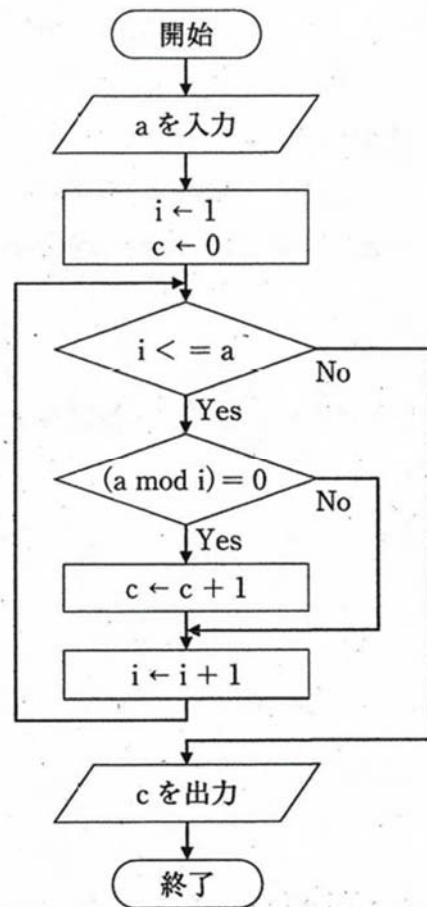 開始
aを入力
i ← 1
c ← 0
i < = a
No
Yes
(a mod i) = 0
No
Yes
c ← c + 1
i ← i + 1
cを出力
終了